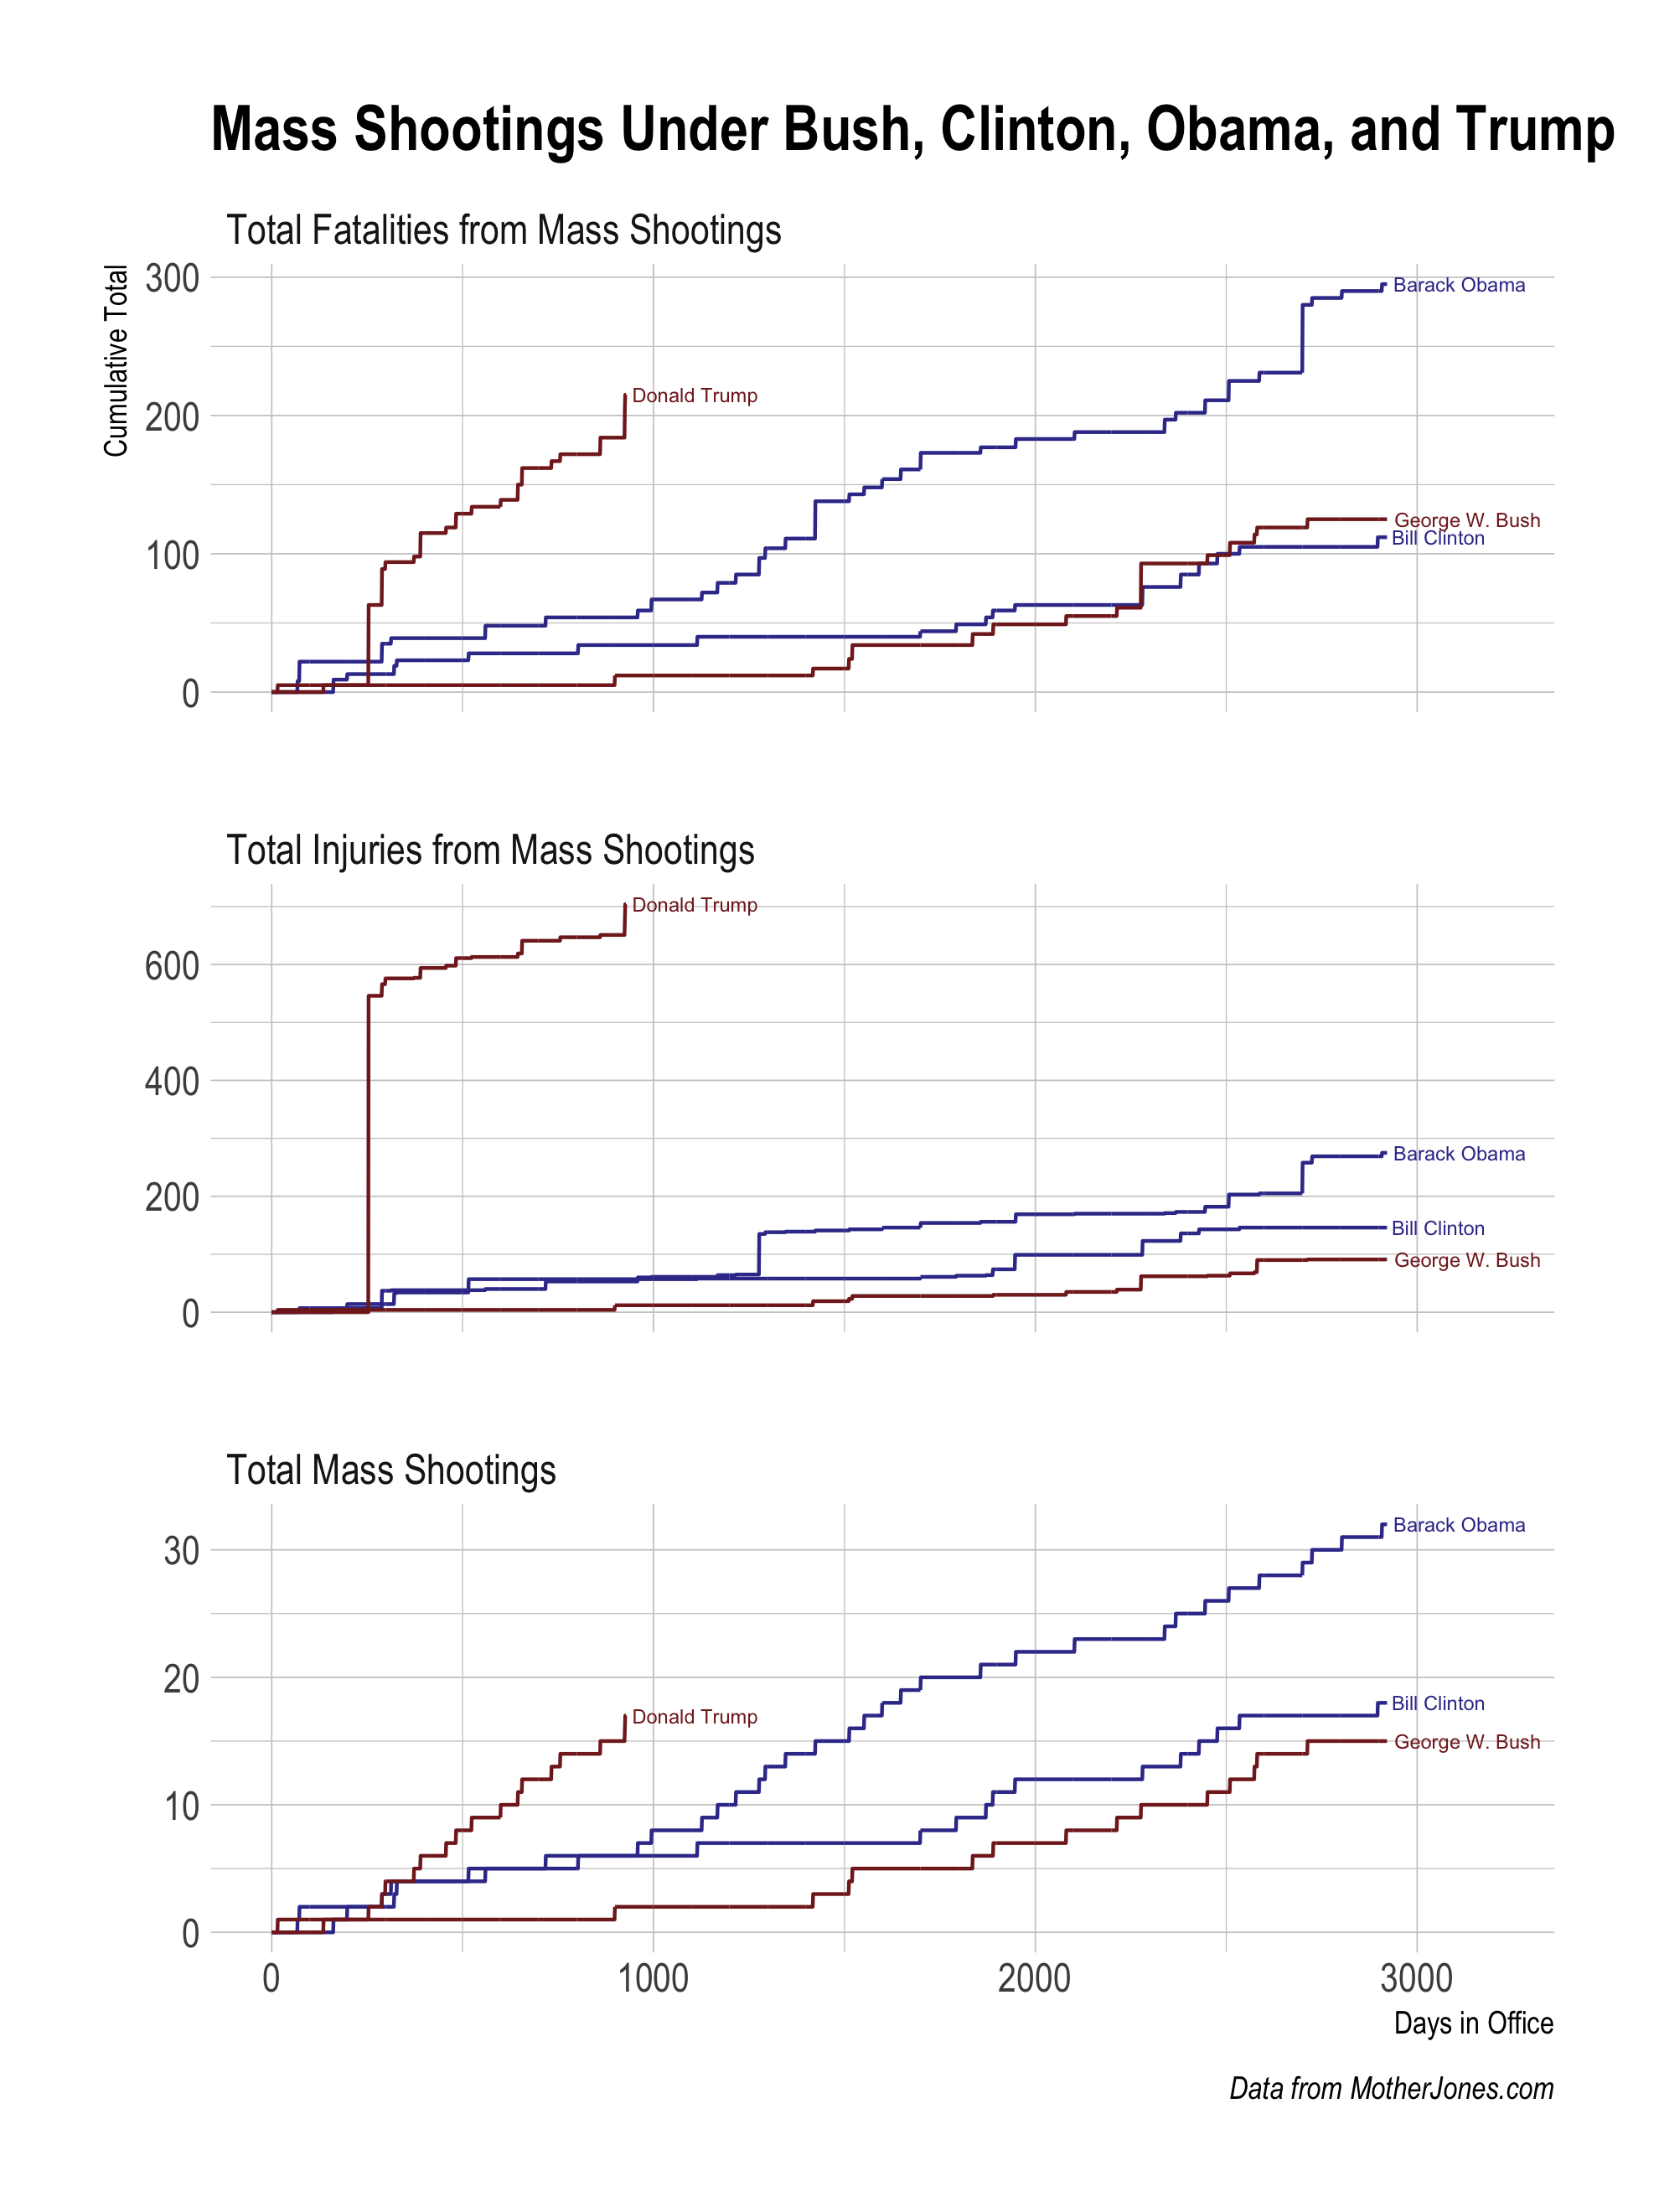 Mass Shootings Under Bush, Clinton, Obama, and Trump
Total Fatalities from Mass Shootings
Cumulative Total
300
200
100
0
Barack Obama
Donald Trump
George W. Bush
Bill Clinton
Total Injuries from Mass Shootings
600
400
200
0
Donald Trump
Barack Obama
Bill Clinton
George W. Bush
Total Mass Shootings
30
20
10
0
Barack Obama
Bill Clinton
Donald Trump
George W. Bush
0 1000 2000 3000
Days in Office
Data from MotherJones.com